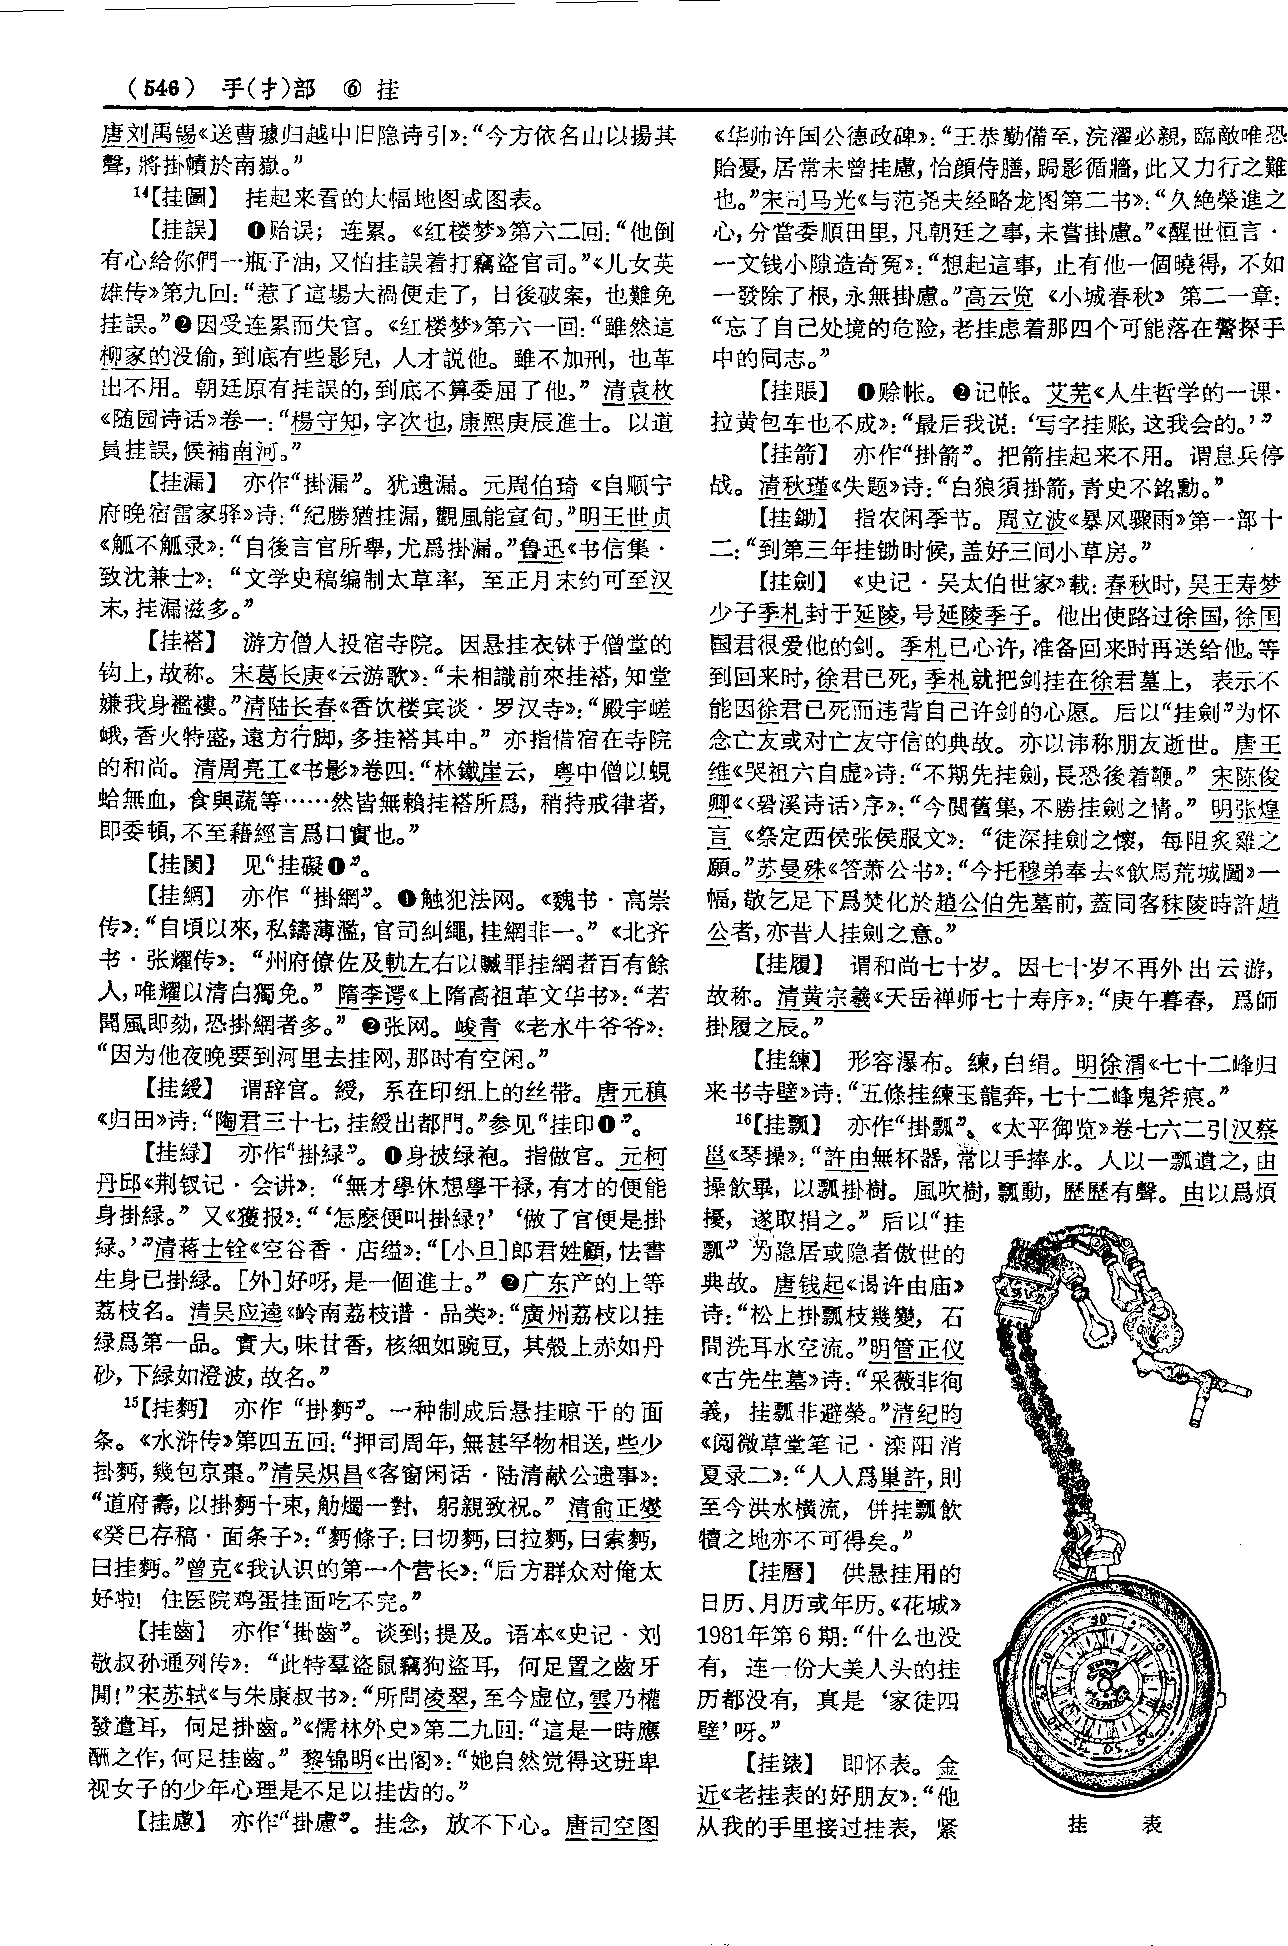 (546) 手(扌)部 ⑥ 挂
唐刘禹锡《送曹璩归越中旧隐诗引》：“今方依名山以揚其
聲，將掛幘於南嶽。”
14【挂圖】 挂起来看的大幅地图或图表。
【挂誤】 ❶贻误；连累。《红楼梦》第六二回：“他倒
有心給你們一瓶子油，又怕挂誤着打竊盜官司。”《儿女英
雄传》第九回：“惹了這場大禍便走了，日後破案，也難免
挂誤。”❷因受连累而失官。《红楼梦》第六一回：“雖然這
柳家的没偷，到底有些影兒，人才説他。雖不加刑，也革
出不用。朝廷原有挂誤的，到底不算委屈了他。”清袁枚
《随园诗话》卷一：“楊守知，字次也，康熙庚辰進士。以道
員挂誤，候補南河。”
【挂漏】 亦作“掛漏”。犹遗漏。元周伯琦《自顺宁
府晚宿雷家驿》诗：“紀勝猶挂漏，觀風能宣旬。”明王世贞
《觚不觚录》：“自後言官所舉，尤爲掛漏。”鲁迅《书信集·
致沈兼士》：“文学史稿编制太草率，至正月末约可至汉
末，挂漏滋多。”
【挂褡】 游方僧人投宿寺院。因悬挂衣钵于僧堂的
钩上，故称。宋葛长庚《云游歌》：“未相識前來挂褡，知堂
嫌我身襤褸。”清陆长春《香饮楼宾谈·罗汉寺》：“殿宇嵯
峨，香火特盛，遠方行脚，多挂褡其中。”亦指借宿在寺院
的和尚。清周亮工《书影》卷四：“林鐵崖云，粤中僧以蜆
蛤無血，食與蔬等……然皆無賴挂褡所爲，稍持戒律者，
即委頓，不至藉經言爲口實也。”
【挂閡】 见“挂礙❶”。
【挂網】 亦作“掛網”。❶触犯法网。《魏书·高崇
传》：“自頃以來，私鑄薄濫，官司糾繩，挂網非一。”《北齐
书·张耀传》：“州府僚佐及軌左右以贓罪挂網者百有餘
人，唯耀以清白獨免。”隋李谔《上隋高祖革文华书》：“若
聞風即劾，恐掛網者多。”❷张网。峻青《老水牛爷爷》：
“因为他夜晚要到河里去挂网，那时有空闲。”
【挂綬】 谓辞官。綬，系在印纽上的丝带。唐元稹
《归田》诗：“陶君三十七，挂綬出都門。”参见“挂印❶”。
【挂緑】 亦作“掛緑”。❶身披绿袍。指做官。元柯
丹邱《荆钗记·会讲》：“無才學休想學干禄，有才的便能
身掛緑。”又《獲报》：“‘怎麽便叫掛緑？’‘做了官便是掛
緑。’”清蒋士铨《空谷香·店缢》：“[小旦]郎君姓顧，怯書
生身已掛緑。[外]好呀，是一個進士。”❷广东产的上等
荔枝名。清吴应逵《岭南荔枝谱·品类》：“廣州荔枝以挂
緑爲第一品。實大，味甘香，核細如豌豆，其殻上赤如丹
砂，下緑如澄波，故名。”
15【挂麪】 亦作“掛麪”。一种制成后悬挂晾干的面
条。《水浒传》第四五回：“押司周年，無甚罕物相送，些少
掛麪，幾包京棗。”清吴炽昌《客窗闲话·陆清献公遗事》：
“道府壽，以掛麪十束，觔燭一對，躬親致祝。”清俞正燮
《癸巳存稿·面条子》：“麪條子：曰切麪，曰拉麪，曰索麪，
曰挂麪。”曾克《我认识的第一个营长》：“后方群众对俺太
好啦！住医院鸡蛋挂面吃不完。”
【挂齒】 亦作“掛齒”。谈到；提及。语本《史记·刘
敬叔孙通列传》：“此特羣盜鼠竊狗盜耳，何足置之齒牙
閒！”宋苏轼《与朱康叔书》：“所問凌翠，至今虚位，雲乃權
發遣耳，何足掛齒。”《儒林外史》第二九回：“這是一時應
酬之作，何足挂齒。”黎锦明《出阁》：“她自然觉得这班卑
视女子的少年心理是不足以挂齿的。”
【挂慮】 亦作“掛慮”。挂念，放不下心。唐司空图
《华帅许国公德政碑》：“王恭勤備至，浣濯必親，臨敵唯恐
貽憂，居常未曾挂慮，怡顔侍膳，跼影循牆，此又力行之難
也。”宋司马光《与范尧夫经略龙图第二书》：“久絶榮進之
心，分當委順田里，凡朝廷之事，未嘗掛慮。”《醒世恒言·
一文钱小隙造奇冤》：“想起這事，止有他一個曉得，不如
一發除了根，永無掛慮。”高云览《小城春秋》第二一章：
“忘了自己处境的危险，老挂虑着那四个可能落在警探手
中的同志。”
【挂賬】 ❶赊帐。❷记帐。艾芜《人生哲学的一课·
拉黄包车也不成》：“最后我说：‘写字挂账，这我会的。’”
【挂箭】 亦作“掛箭”。把箭挂起来不用。谓息兵停
战。清秋瑾《失题》诗：“白狼須掛箭，青史不銘勳。”
【挂鋤】 指农闲季节。周立波《暴风骤雨》第一部十
二：“到第三年挂锄时候，盖好三间小草房。”
【挂劍】 《史记·吴太伯世家》载：春秋时，吴王寿梦
少子季札封于延陵，号延陵季子。他出使路过徐国，徐国
国君很爱他的剑。季札已心许，准备回来时再送给他。等
到回来时，徐君已死，季札就把剑挂在徐君墓上，表示不
能因徐君已死而违背自己许剑的心愿。后以“挂劍”为怀
念亡友或对亡友守信的典故。亦以讳称朋友逝世。唐王
维《哭祖六自虚》诗：“不期先挂劍，長恐後着鞭。”宋陈俊
卿《〈䂬溪诗话〉序》：“今閲舊集，不勝挂劍之情。”明张煌
言《祭定西侯张侯服文》：“徒深挂劍之懷，每阻炙雞之
願。”苏曼殊《答萧公书》：“今托穆弟奉去《飲馬荒城圖》一
幅，敬乞足下爲焚化於趙公伯先墓前，蓋同客秣陵時許趙
公者，亦昔人挂劍之意。”
【挂履】 谓和尚七十岁。因七十岁不再外出云游，
故称。清黄宗羲《天岳禅师七十寿序》：“庚午暮春，爲師
掛履之辰。”
【挂練】 形容瀑布。練，白绢。明徐渭《七十二峰归
来书寺壁》诗：“五條挂練玉龍奔，七十二峰鬼斧痕。”
16【挂瓢】 亦作“掛瓢”。《太平御览》卷七六二引汉蔡
邕《琴操》：“許由無杯器，常以手捧水。人以一瓢遺之，由
操飲畢，以瓢掛樹。風吹樹，瓢動，歷歷有聲。由以爲煩
擾，遂取捐之。”后以“挂
瓢”为隐居或隐者傲世的
典故。唐钱起《谒许由庙》
诗：“松上掛瓢枝幾變，石
間洗耳水空流。”明管正仪
《古先生墓》诗：“采薇非徇
義，挂瓢非避榮。”清纪昀
《阅微草堂笔记·滦阳消
夏录二》：“人人爲巢許，則
至今洪水橫流，併挂瓢飲
犢之地亦不可得矣。”
【挂曆】 供悬挂用的
日历、月历或年历。《花城》
1981年第6期：“什么也没
有，连一份大美人头的挂
历都没有，真是‘家徒四
壁’呀。”
【挂錶】 即怀表。金
近《老挂表的好朋友》：“他
从我的手里接过挂表，紧
挂 表